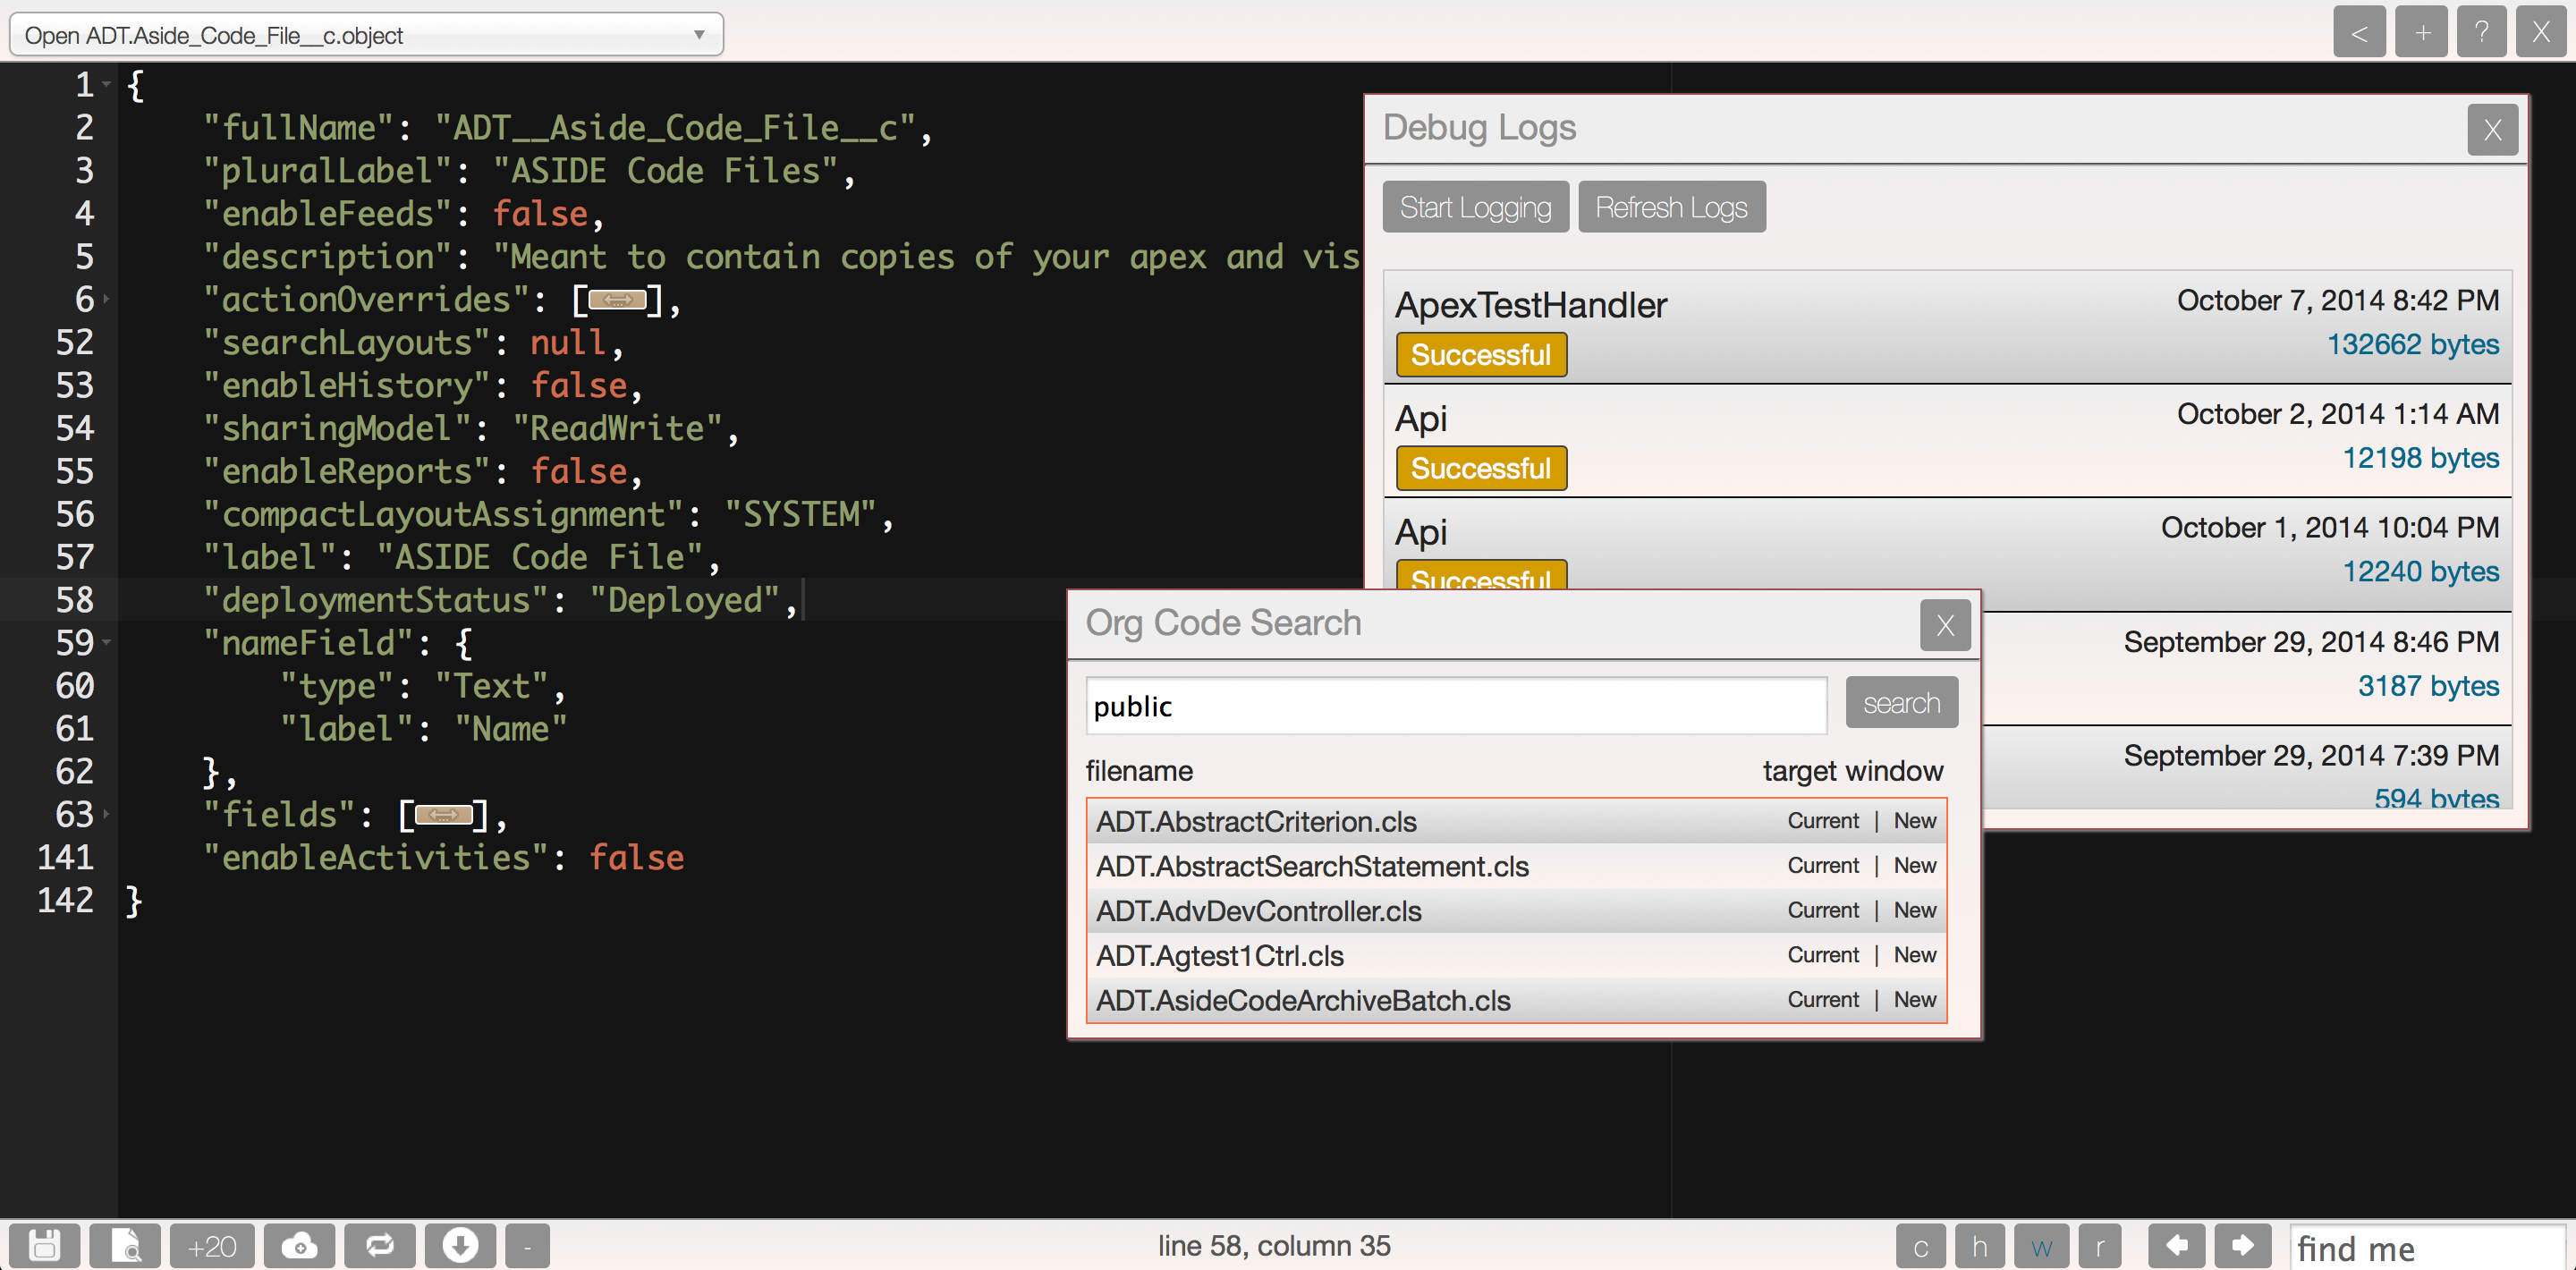 Open ADT.Aside_Code_File__c.object
< + ? X
1 {
2 "fullName": "ADT__Aside_Code_File__c",
3 "pluralLabel": "ASIDE Code Files",
4 "enableFeeds": false,
5 "description": "Meant to contain copies of your apex and vis
6 "actionOverrides": [<...>],
52 "searchLayouts": null,
53 "enableHistory": false,
54 "sharingModel": "ReadWrite",
55 "enableReports": false,
56 "compactLayoutAssignment": "SYSTEM",
57 "label": "ASIDE Code File",
58 "deploymentStatus": "Deployed",
59 "nameField": {
60 "type": "Text",
61 "label": "Name"
62 },
63 "fields": [<...>],
141 "enableActivities": false
142 }
Debug Logs X
Start Logging Refresh Logs
ApexTestHandler October 7, 2014 8:42 PM
Successful 132662 bytes
Api October 2, 2014 1:14 AM
Successful 12198 bytes
Api October 1, 2014 10:04 PM
Successful 12240 bytes
September 29, 2014 8:46 PM
3187 bytes
September 29, 2014 7:39 PM
594 bytes
Org Code Search X
public search
filename target window
ADT.AbstractCriterion.cls Current | New
ADT.AbstractSearchStatement.cls Current | New
ADT.AdvDevController.cls Current | New
ADT.Agtest1Ctrl.cls Current | New
ADT.AsideCodeArchiveBatch.cls Current | New
+20 - line 58, column 35 c h w r find me